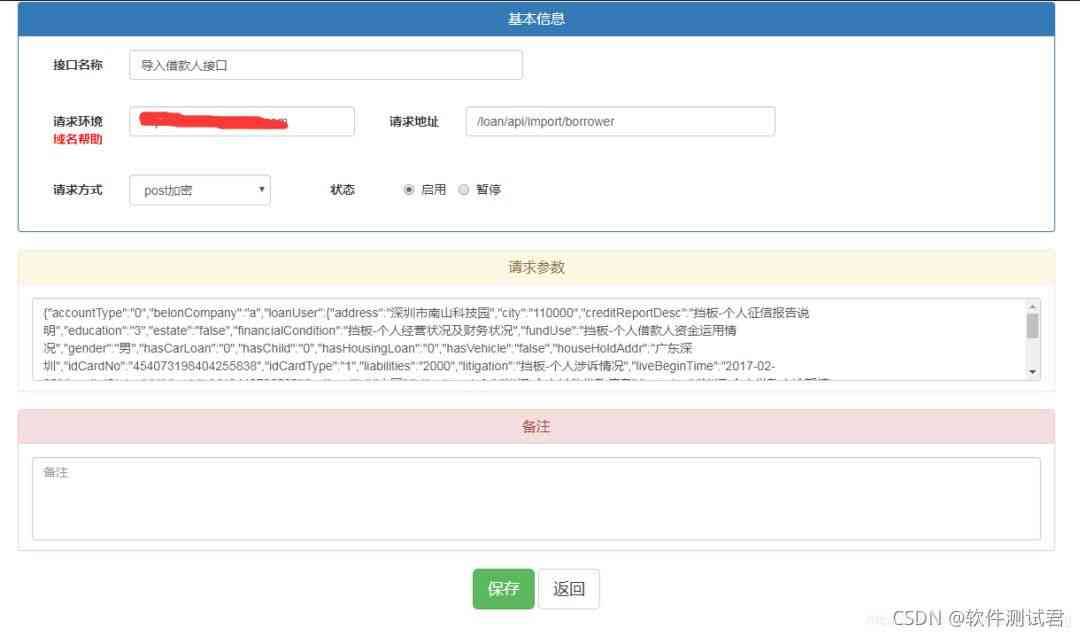 基本信息
接口名称 导入借款人接口
请求环境 请求地址 /loan/api/import/borrower
域名帮助
请求方式 post加密 状态 启用 暂停
请求参数
{"accountType":"0","belonCompany":"a","loanUser":{"address":"深圳市南山科技园","city":"110000","creditReportDesc":"挡板-个人征信报告说
明","education":"3","estate":"false","financialCondition":"挡板-个人经营状况及财务状况","fundUse":"挡板-个人借款人资金运用情
况","gender":"男","hasCarLoan":"0","hasChild":"0","hasHousingLoan":"0","hasVehicle":"false","houseHoldAddr":"广东深
圳","idCardNo":"454073198404255838","idCardType":"1","liabilities":"2000","litigation":"挡板-个人涉诉情况","liveBeginTime":"2017-02-
备注
备注
保存 返回
CSDN @软件测试君